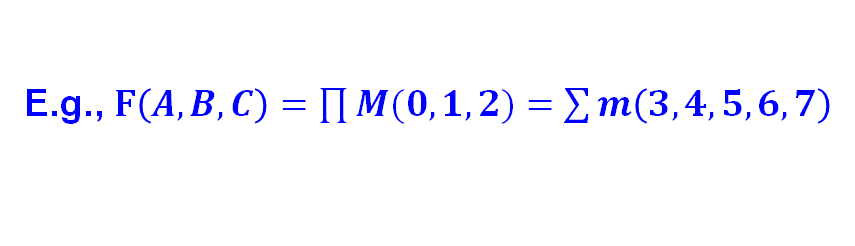 E.g., F(A, B, C) = ∏ M(0, 1, 2) = ∑ m(3, 4, 5, 6, 7)